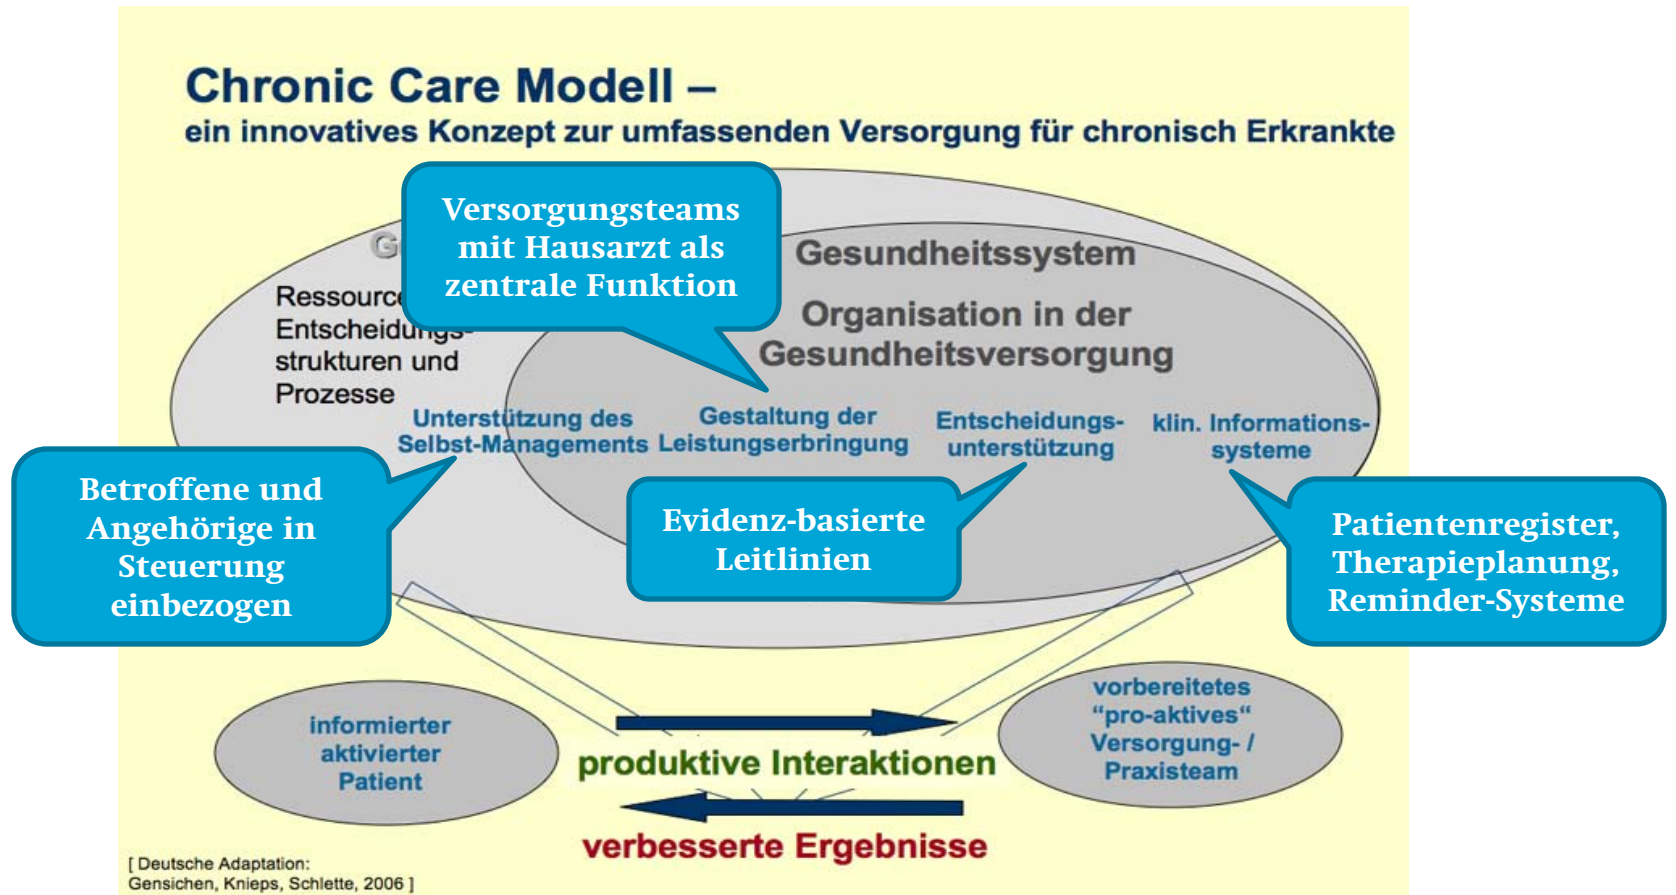 Chronic Care Modell –
ein innovatives Konzept zur umfassenden Versorgung für chronisch Erkrankte
Versorgungsteams
mit Hausarzt als
zentrale Funktion
Gesundheitssystem
Organisation in der
Gesundheitsversorgung
Entscheidungs-
strukturen und
Prozesse
Unterstützung des
Selbst-Managements
Gestaltung der
Leistungserbringung
Entscheidungs-
unterstützung
klin. Informations-
systeme
Betroffene und
Angehörige in
Steuerung
einbezogen
Evidenz-basierte
Leitlinien
Patientenregister,
Therapieplanung,
Reminder-Systeme
informierter
aktivierter
Patient
produktive Interaktionen
verbesserte Ergebnisse
vorbereitetes
“pro-aktives“
Versorgung- /
Praxisteam
[ Deutsche Adaptation:
Gensichen, Knieps, Schlette, 2006 ]